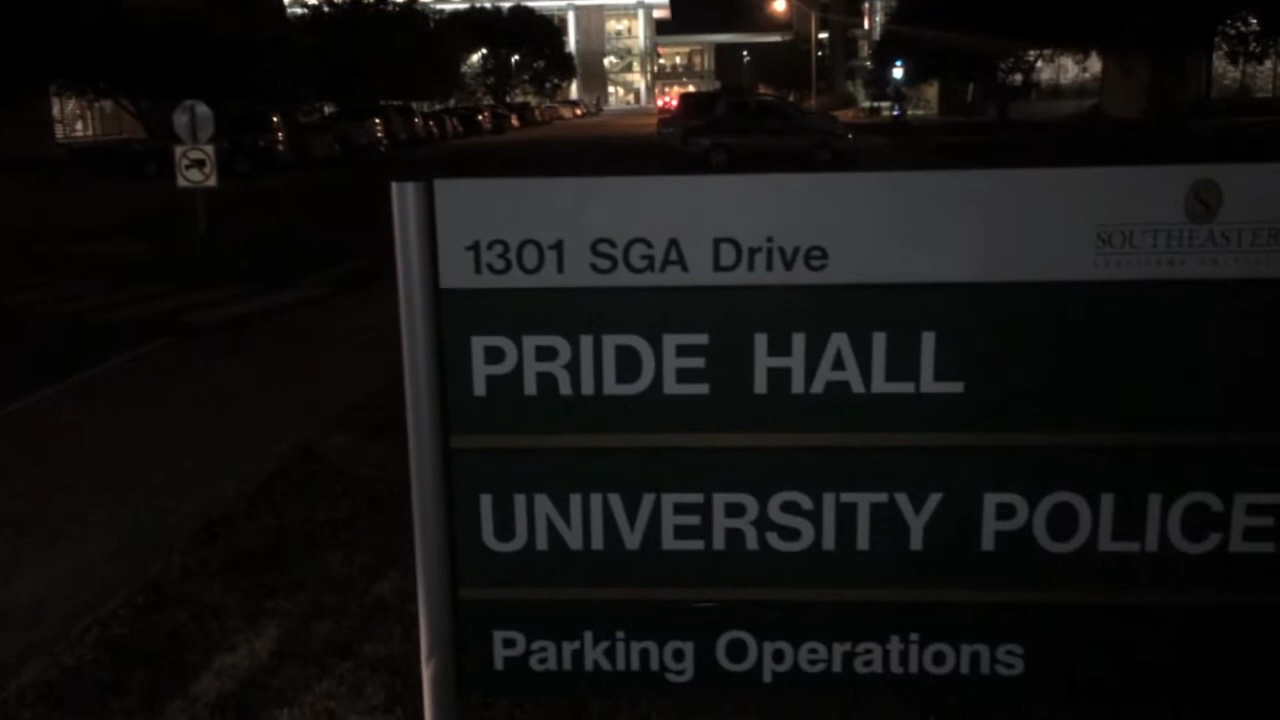 1301 SGA Drive
SOUTHEASTER
PRIDE HALL
UNIVERSITY POLICE
Parking Operations